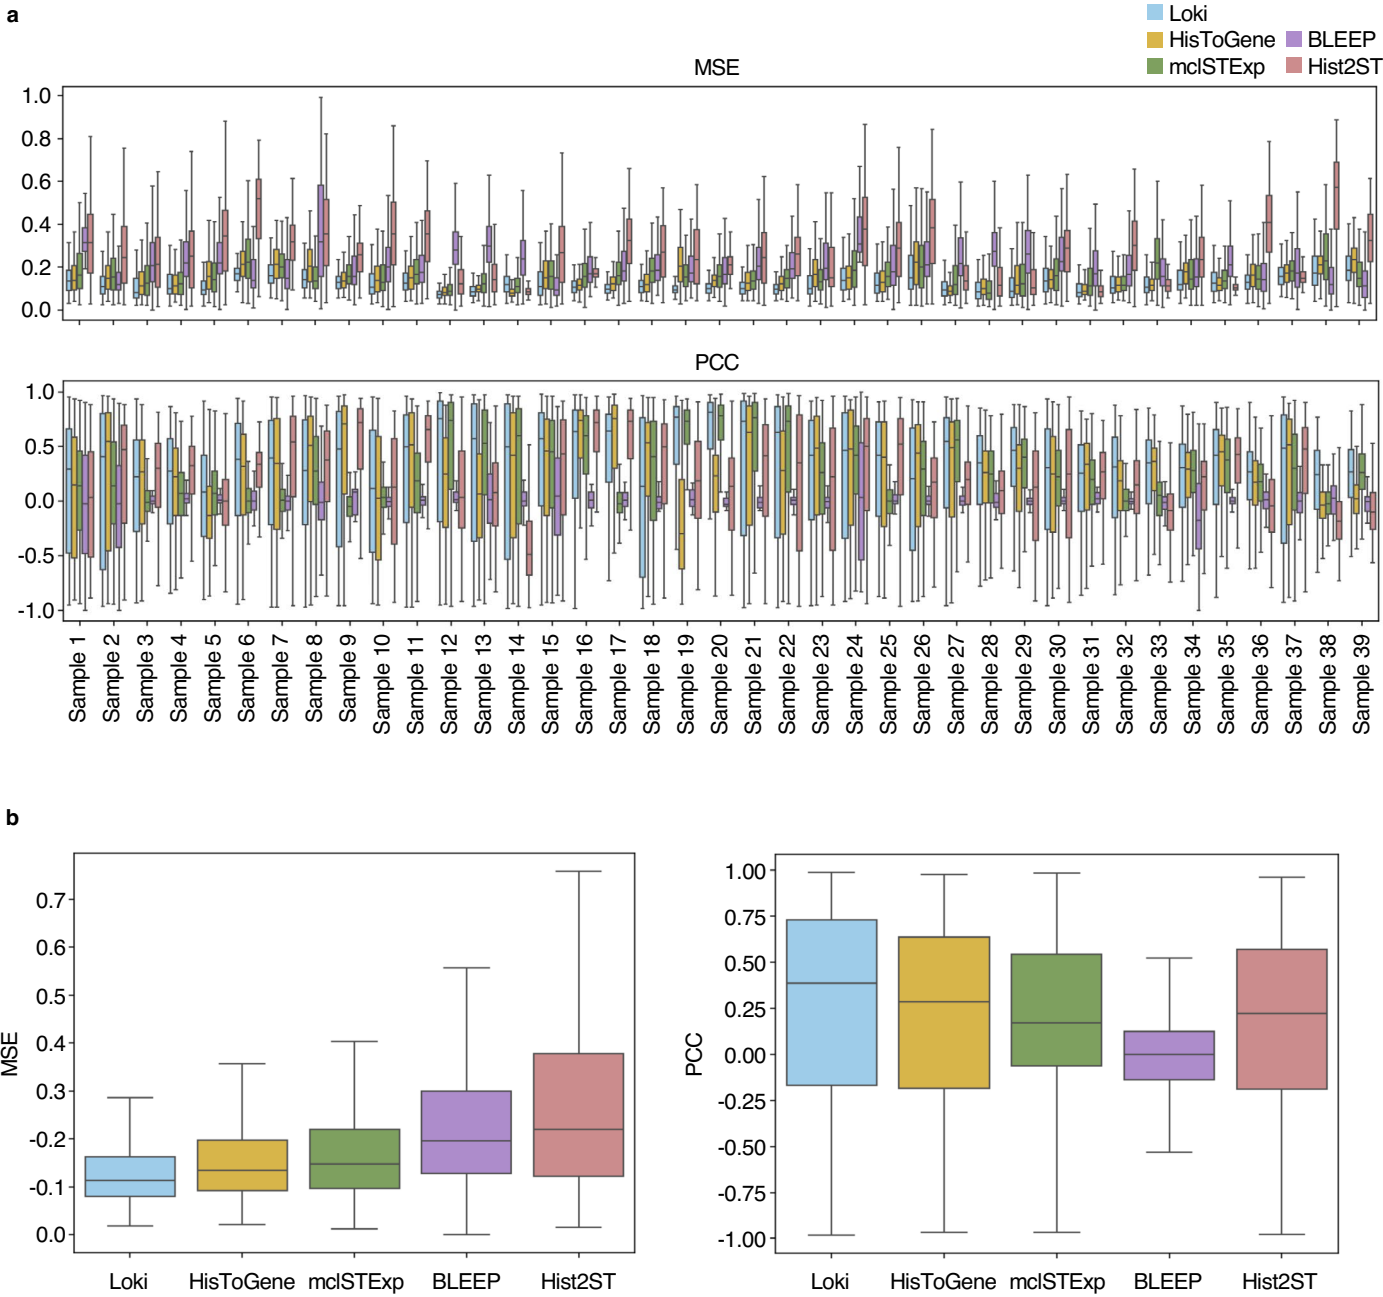 a
Loki
HisToGene
BLEEP
mclSTExp
Hist2ST
MSE
1.0
0.8
0.6
0.4
0.2
0.0
PCC
1.0
0.5
0.0
-0.5
-1.0
Sample 1
Sample 2
Sample 3
Sample 4
Sample 5
Sample 6
Sample 7
Sample 8
Sample 9
Sample 10
Sample 11
Sample 12
Sample 13
Sample 14
Sample 15
Sample 16
Sample 17
Sample 18
Sample 19
Sample 20
Sample 21
Sample 22
Sample 23
Sample 24
Sample 25
Sample 26
Sample 27
Sample 28
Sample 29
Sample 30
Sample 31
Sample 32
Sample 33
Sample 34
Sample 35
Sample 36
Sample 37
Sample 38
Sample 39
b
MSE
0.7
0.6
0.5
0.4
0.3
-0.2
-0.1
0.0
Loki
HisToGene
mclSTExp
BLEEP
Hist2ST
PCC
1.00
0.75
0.50
0.25
0.00
-0.25
-0.50
-0.75
-1.00
Loki
HisToGene
mclSTExp
BLEEP
Hist2ST